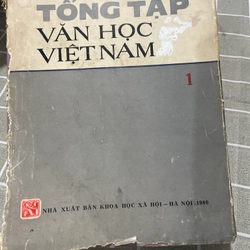 TỔNG TẬP
VĂN HỌC
VIỆT NAM
1
NHÀ XUẤT BẢN KHOA HỌC XÃ HỘI - HÀ NỘI